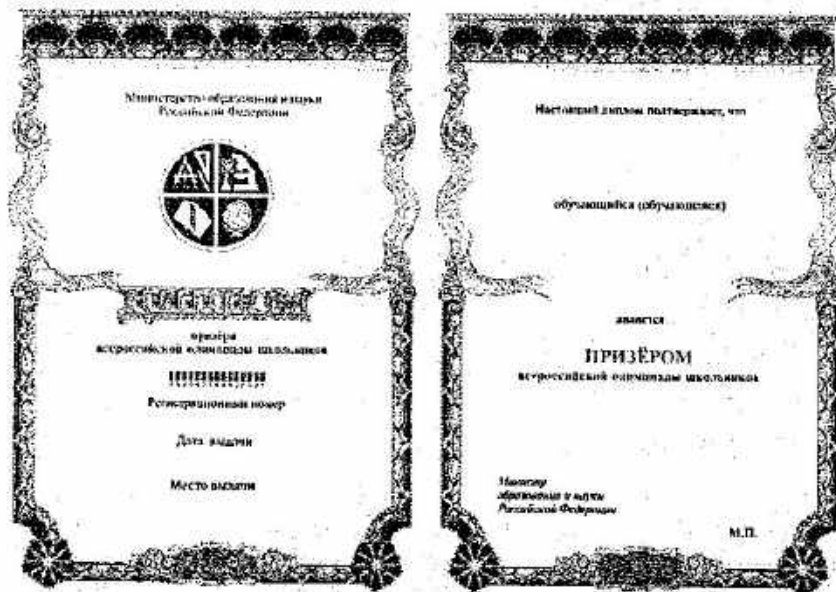 Министерство образования и науки
Российской Федерации
ДИПЛОМ
призёра
всероссийской олимпиады школьников
Регистрационный номер
Дата выдачи
Место выдачи
Настоящий диплом подтверждает, что
обучающийся (обучающаяся)
является
ПРИЗЁРОМ
всероссийской олимпиады школьников
Министр
образования и науки
Российской Федерации
М.П.